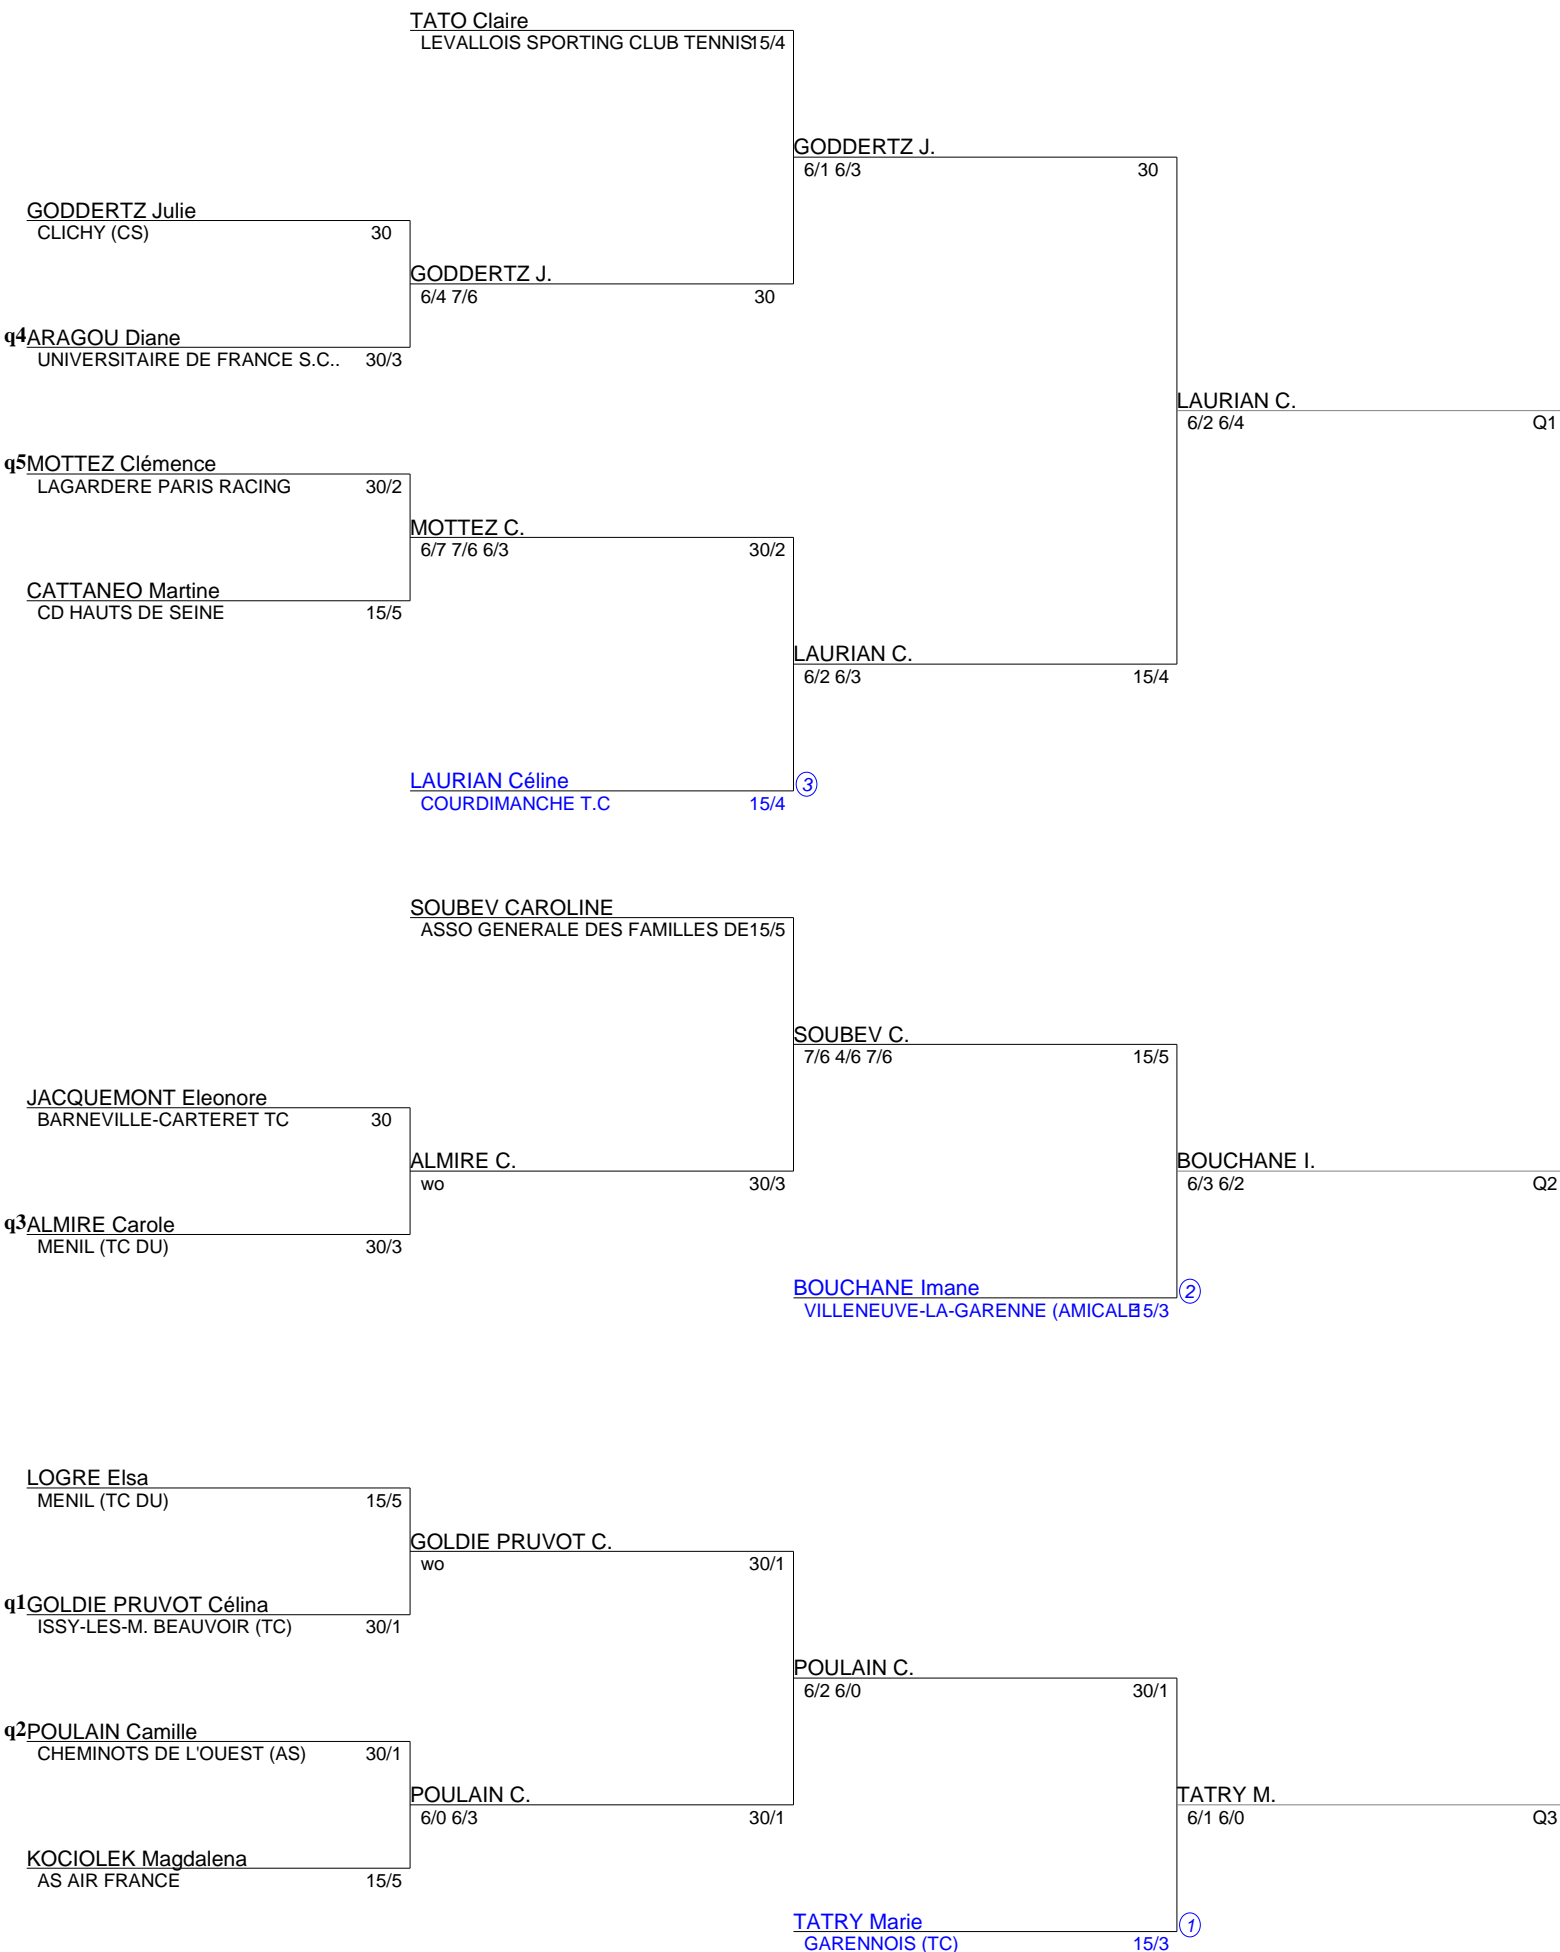 TATO Claire
LEVALLOIS SPORTING CLUB TENNIS 15/4
GODDERTZ J.
6/1 6/3 30
GODDERTZ Julie
CLICHY (CS) 30
GODDERTZ J.
6/4 7/6 30
q4 ARAGOU Diane
UNIVERSITAIRE DE FRANCE S.C.. 30/3
LAURIAN C.
6/2 6/4 Q1
q5 MOTTEZ Clémence
LAGARDERE PARIS RACING 30/2
MOTTEZ C.
6/7 7/6 6/3 30/2
CATTANEO Martine
CD HAUTS DE SEINE 15/5
LAURIAN C.
6/2 6/3 15/4
LAURIAN Céline 3
COURDIMANCHE T.C 15/4
SOUBEV CAROLINE
ASSO GENERALE DES FAMILLES DE 15/5
SOUBEV C.
7/6 4/6 7/6 15/5
JACQUEMONT Eleonore
BARNEVILLE-CARTERET TC 30
ALMIRE C.
wo 30/3
BOUCHANE I.
6/3 6/2 Q2
q3 ALMIRE Carole
MENIL (TC DU) 30/3
BOUCHANE Imane 2
VILLENEUVE-LA-GARENNE (AMICALE 15/3
LOGRE Elsa
MENIL (TC DU) 15/5
GOLDIE PRUVOT C.
wo 30/1
q1 GOLDIE PRUVOT Célina
ISSY-LES-M. BEAUVOIR (TC) 30/1
POULAIN C.
6/2 6/0 30/1
q2 POULAIN Camille
CHEMINOTS DE L'OUEST (AS) 30/1
POULAIN C.
6/0 6/3 30/1
TATRY M.
6/1 6/0 Q3
KOCIOLEK Magdalena
AS AIR FRANCE 15/5
TATRY Marie 1
GARENNOIS (TC) 15/3